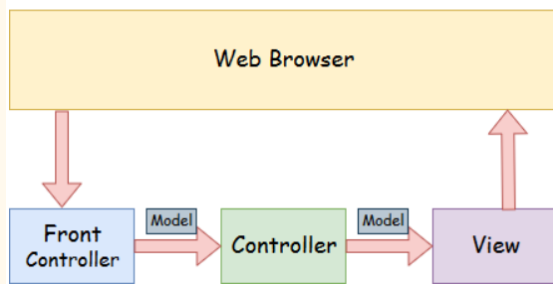 Web Browser
Model
Model
Front
Controller
Controller
View